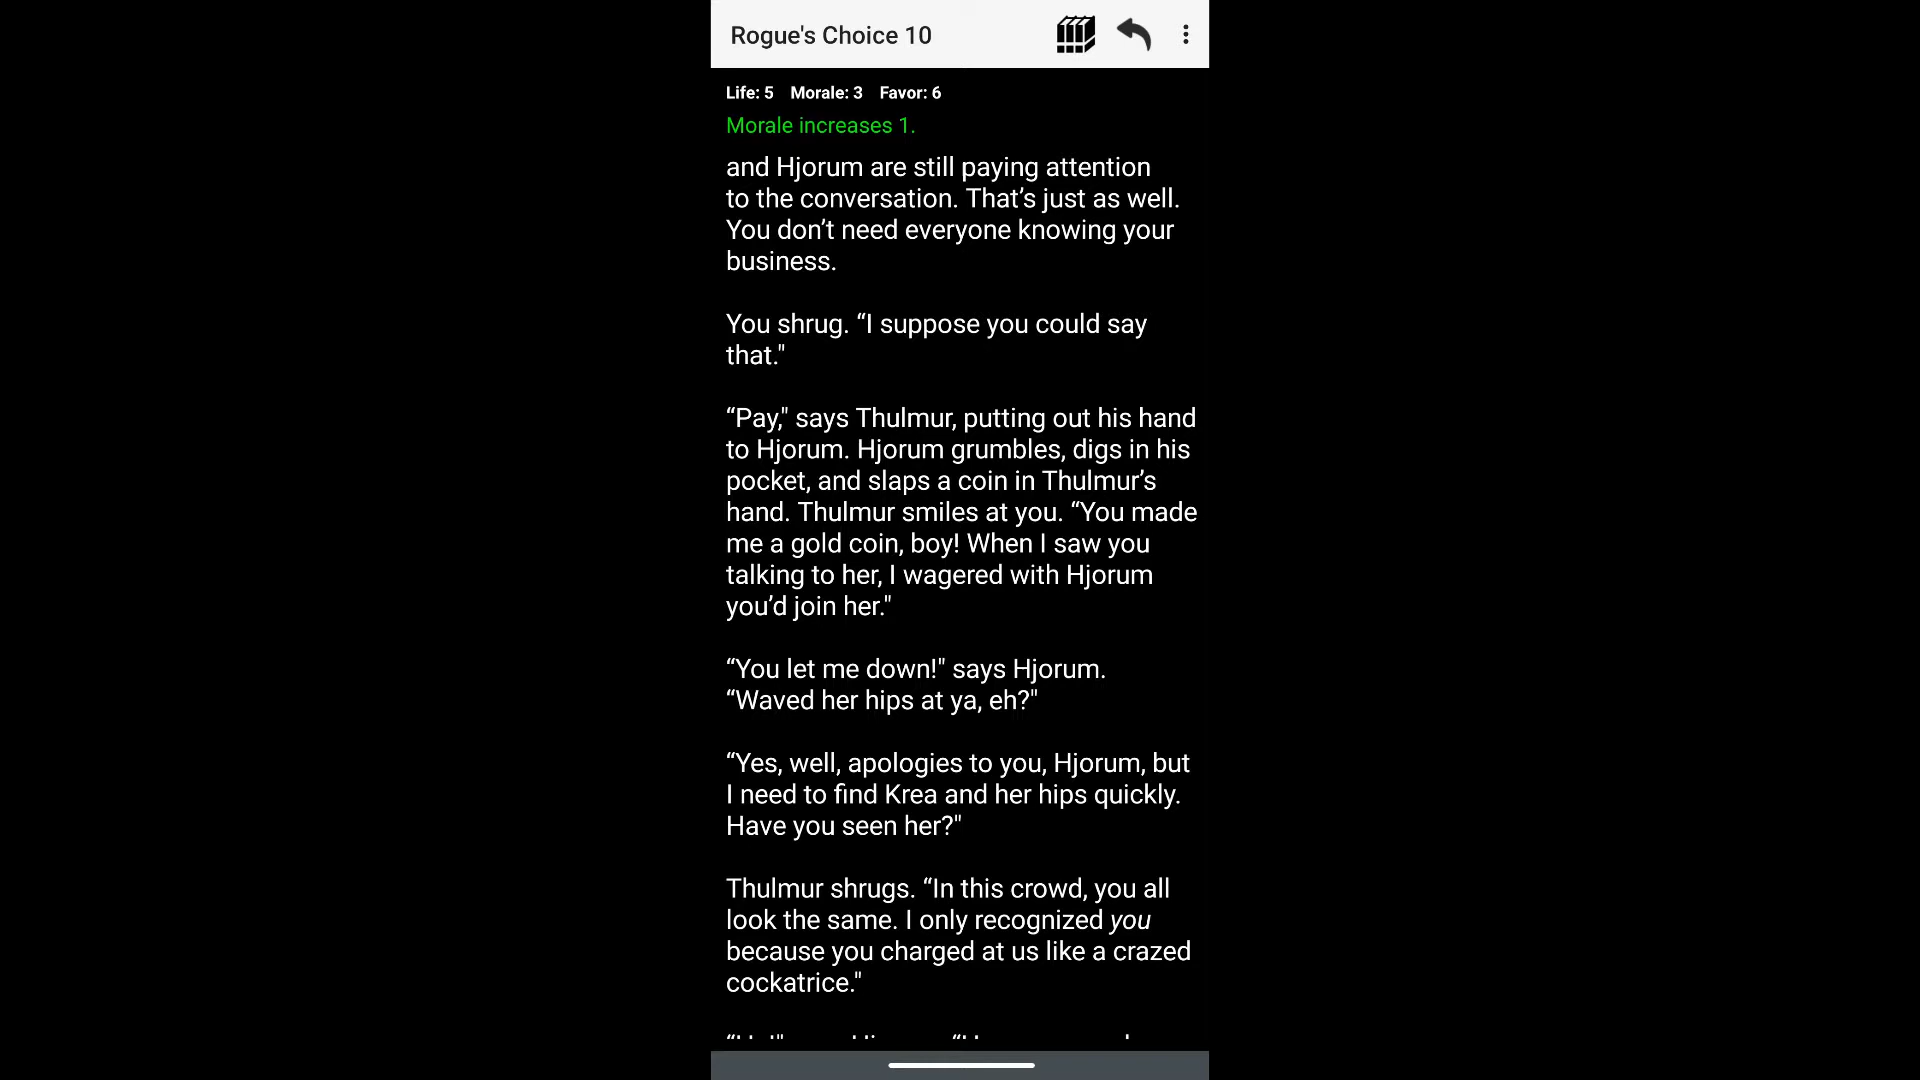 Rogue's Choice 10
Life: 5 Morale: 3 Favor: 6
Morale increases 1.
and Hjorum are still paying attention
to the conversation. That’s just as well.
You don’t need everyone knowing your
business.
You shrug. “I suppose you could say
that."
“Pay," says Thulmur, putting out his hand
to Hjorum. Hjorum grumbles, digs in his
pocket, and slaps a coin in Thulmur’s
hand. Thulmur smiles at you. “You made
me a gold coin, boy! When I saw you
talking to her, I wagered with Hjorum
you’d join her."
“You let me down!" says Hjorum.
“Waved her hips at ya, eh?"
“Yes, well, apologies to you, Hjorum, but
I need to find Krea and her hips quickly.
Have you seen her?"
Thulmur shrugs. “In this crowd, you all
look the same. I only recognized you
because you charged at us like a crazed
cockatrice."